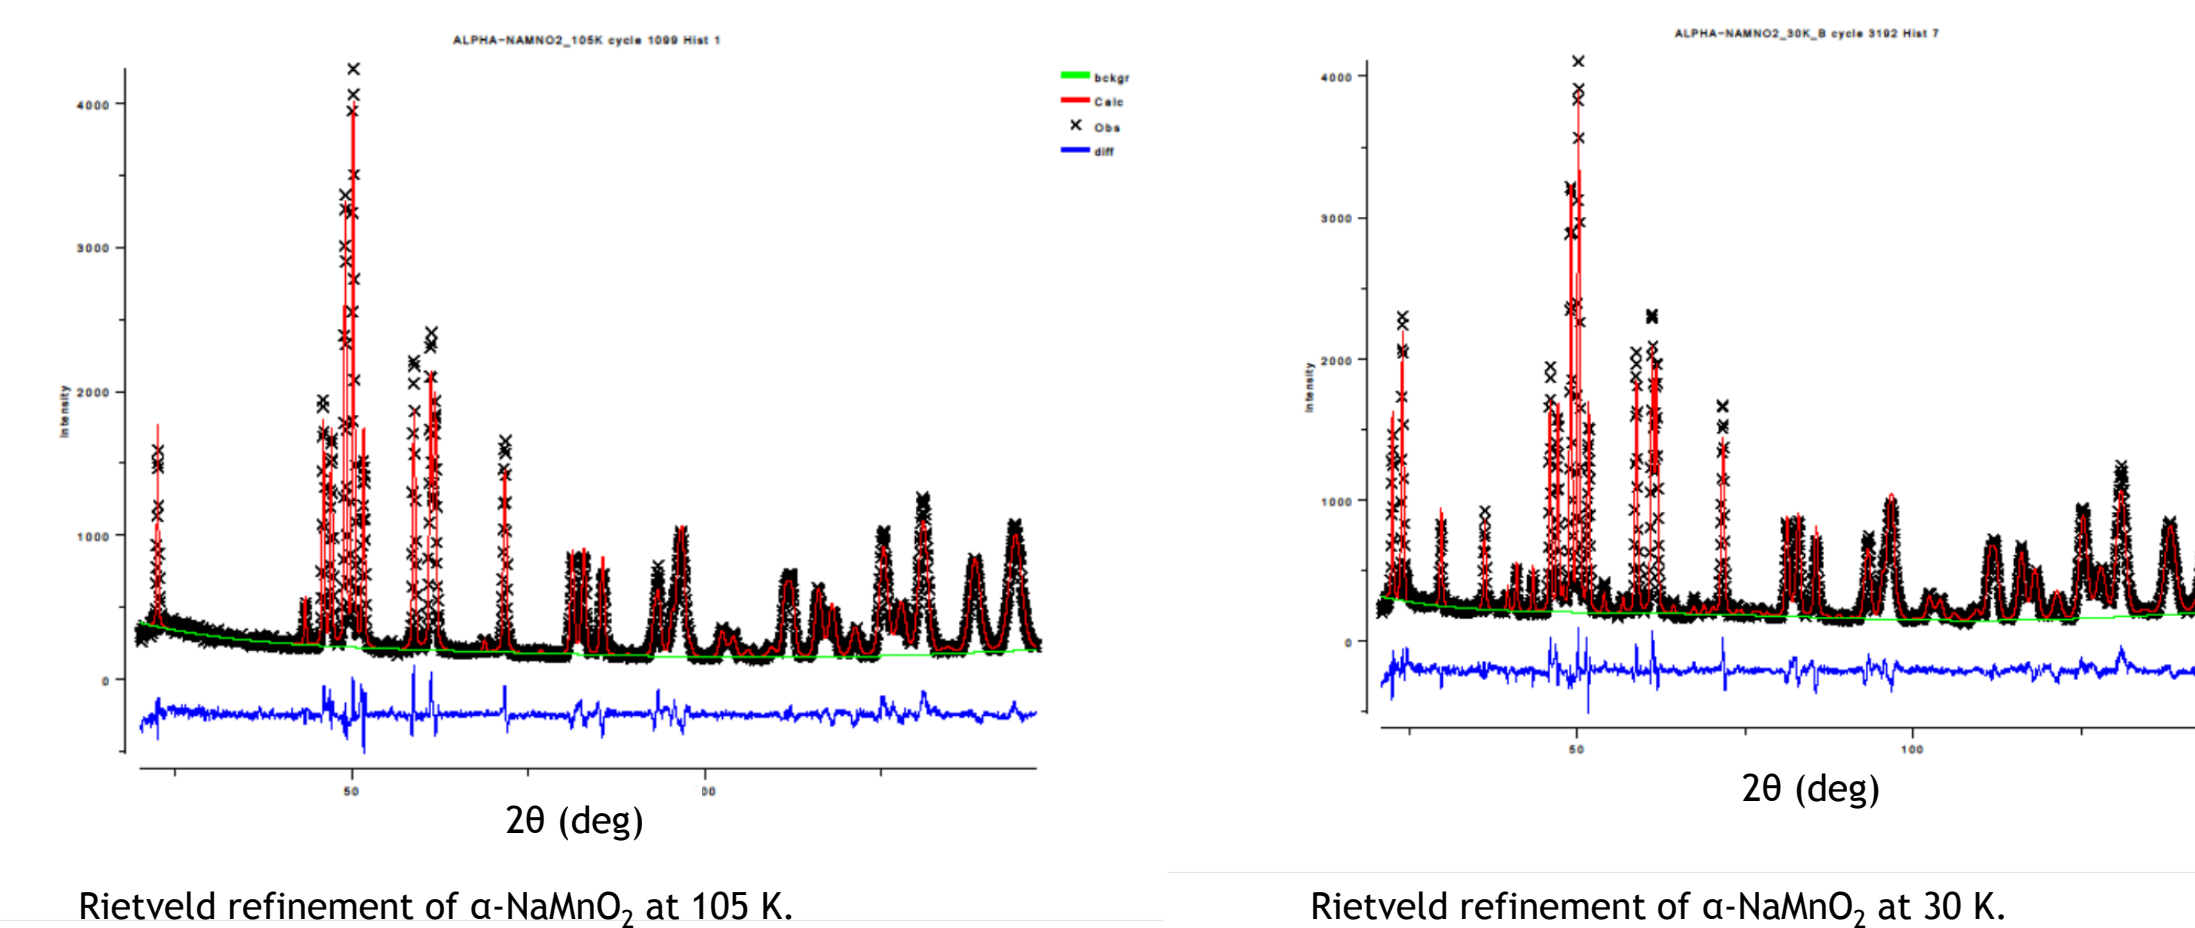 ALPHA-NAMNO2_105K cycle 1099 Hist 1
bckgr
Calc
Obs
diff
4000
3000
2000
1000
0
Intensity
50
00
2θ (deg)
Rietveld refinement of α-NaMnO₂ at 105 K.
ALPHA-NAMNO2_30K_B cycle 3192 Hist 7
4000
3000
2000
1000
0
Intensity
50
100
2θ (deg)
Rietveld refinement of α-NaMnO₂ at 30 K.